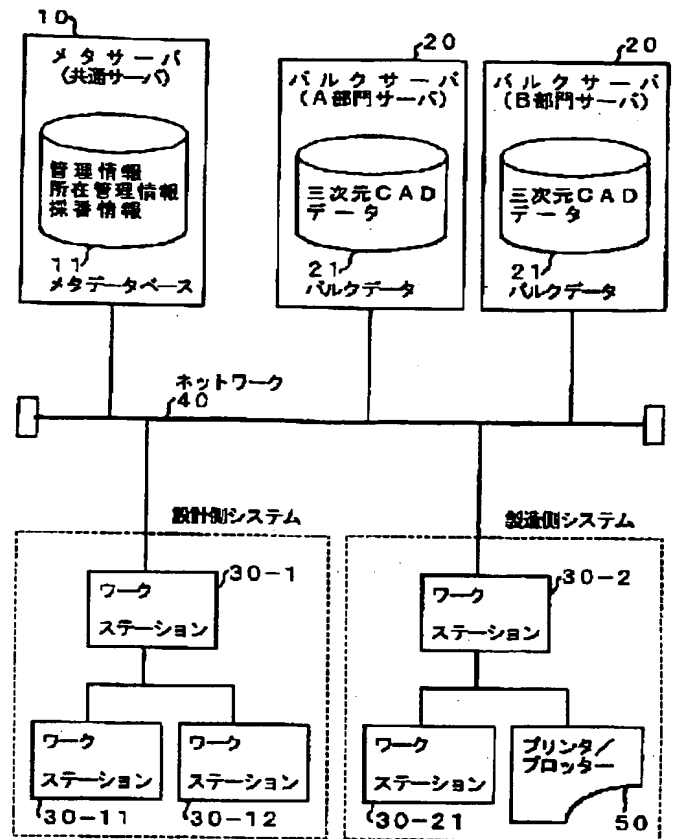 10
メタサーバ
(共通サーバ)
管理情報
所在管理情報
採番情報
11
メタデータベース
20
バルクサーバ
(A部門サーバ)
三次元CAD
データ
21
バルクデータ
20
バルクサーバ
(B部門サーバ)
三次元CAD
データ
21
バルクデータ
ネットワーク
40
設計側システム
30-1
ワーク
ステーション
ワーク
ステーション
30-11
ワーク
ステーション
30-12
製造側システム
30-2
ワーク
ステーション
ワーク
ステーション
30-21
プリンタ/
プロッター
50